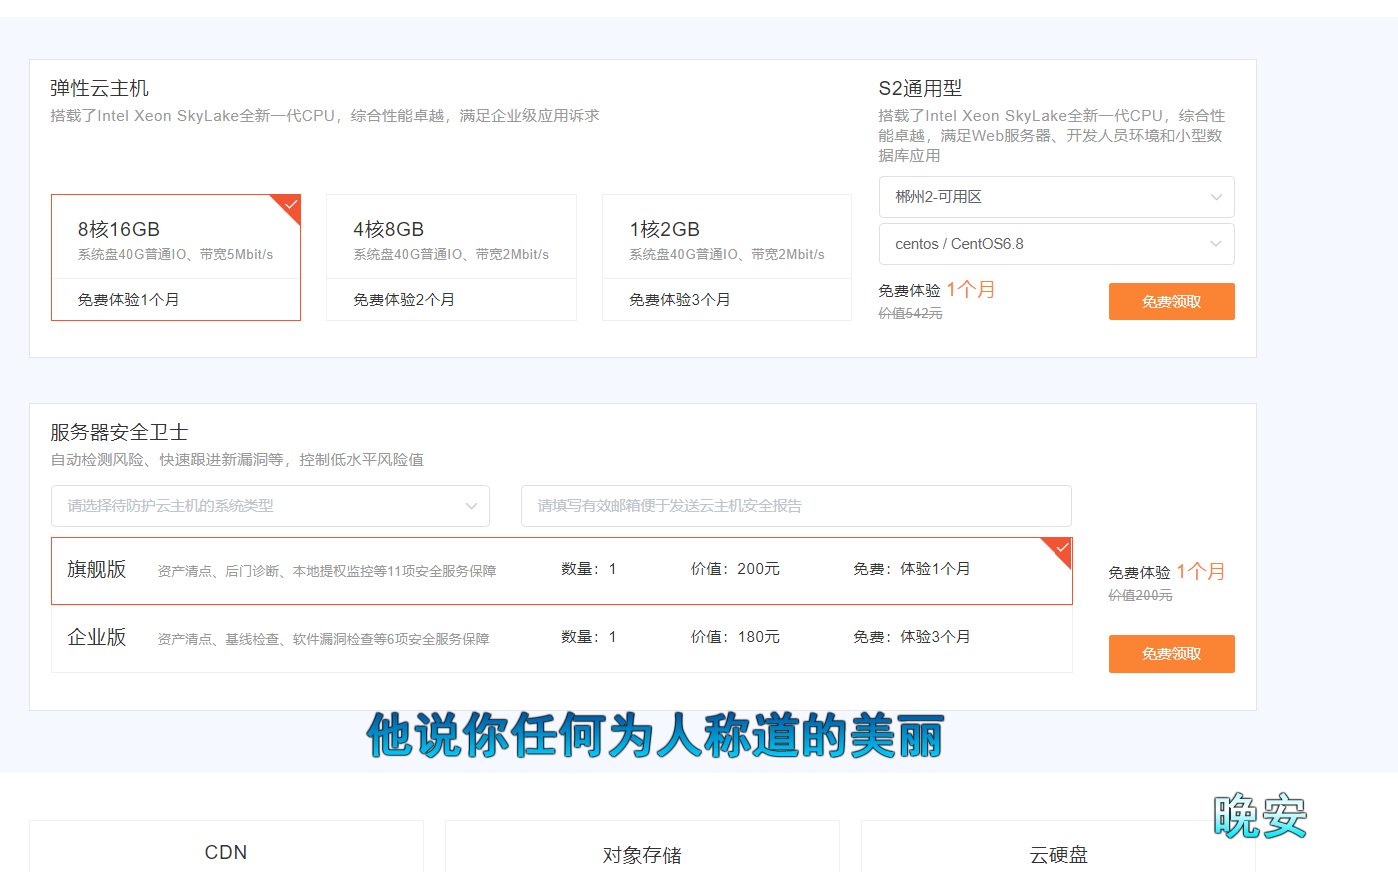 弹性云主机
搭载了Intel Xeon SkyLake全新一代CPU，综合性能卓越，满足企业级应用诉求
8核16GB
系统盘40G普通IO、带宽5Mbit/s
免费体验1个月
4核8GB
系统盘40G普通IO、带宽2Mbit/s
免费体验2个月
1核2GB
系统盘40G普通IO、带宽2Mbit/s
免费体验3个月
S2通用型
搭载了Intel Xeon SkyLake全新一代CPU，综合性
能卓越，满足Web服务器、开发人员环境和小型数
据库应用
郴州2-可用区
centos / CentOS6.8
免费体验 1个月
价值542元
免费领取
服务器安全卫士
自动检测风险、快速跟进新漏洞等，控制低水平风险值
请选择待防护云主机的系统类型
请填写有效邮箱便于发送云主机安全报告
旗舰版 资产清点、后门诊断、本地提权监控等11项安全服务保障 数量：1 价值：200元 免费：体验1个月
企业版 资产清点、基线检查、软件漏洞检查等6项安全服务保障 数量：1 价值：180元 免费：体验3个月
免费体验 1个月
价值200元
免费领取
他说你任何为人称道的美丽
晚安
CDN
对象存储
云硬盘